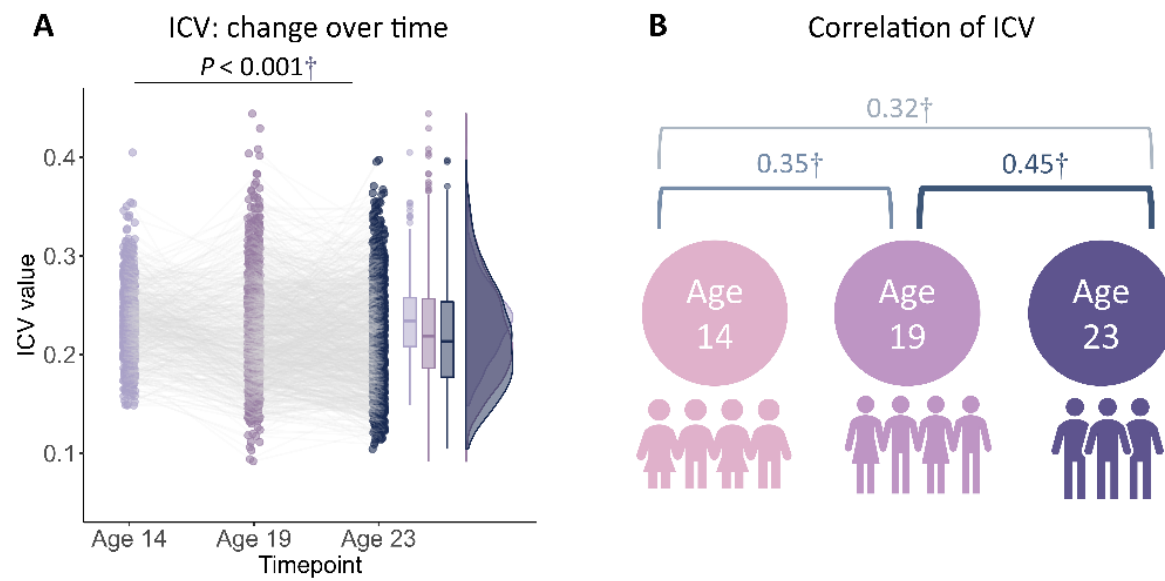 A
ICV: change over time
P < 0.001†
ICV value
0.4
0.3
0.2
0.1
Age 14
Age 19
Age 23
Timepoint
B
Correlation of ICV
0.32†
0.35†
0.45†
Age
14
Age
19
Age
23